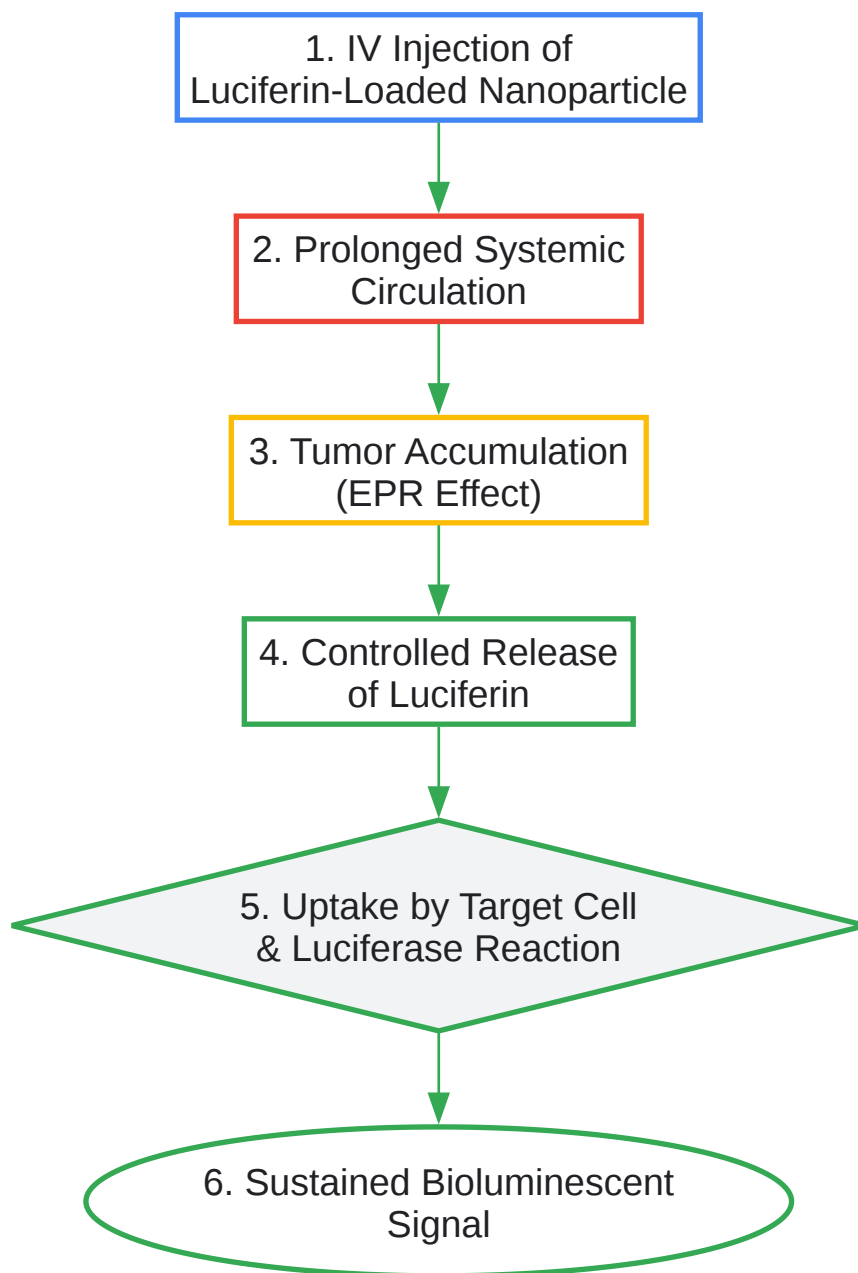 1. IV Injection of
Luciferin-Loaded Nanoparticle
2. Prolonged Systemic
Circulation
3. Tumor Accumulation
(EPR Effect)
4. Controlled Release
of Luciferin
5. Uptake by Target Cell
& Luciferase Reaction
6. Sustained Bioluminescent
Signal